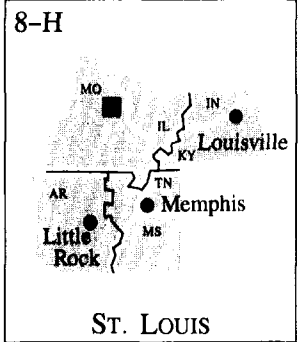 8-H
MO
IL
IN
Louisville
KY
TN
AR
Memphis
Little
Rock
MS
ST. LOUIS